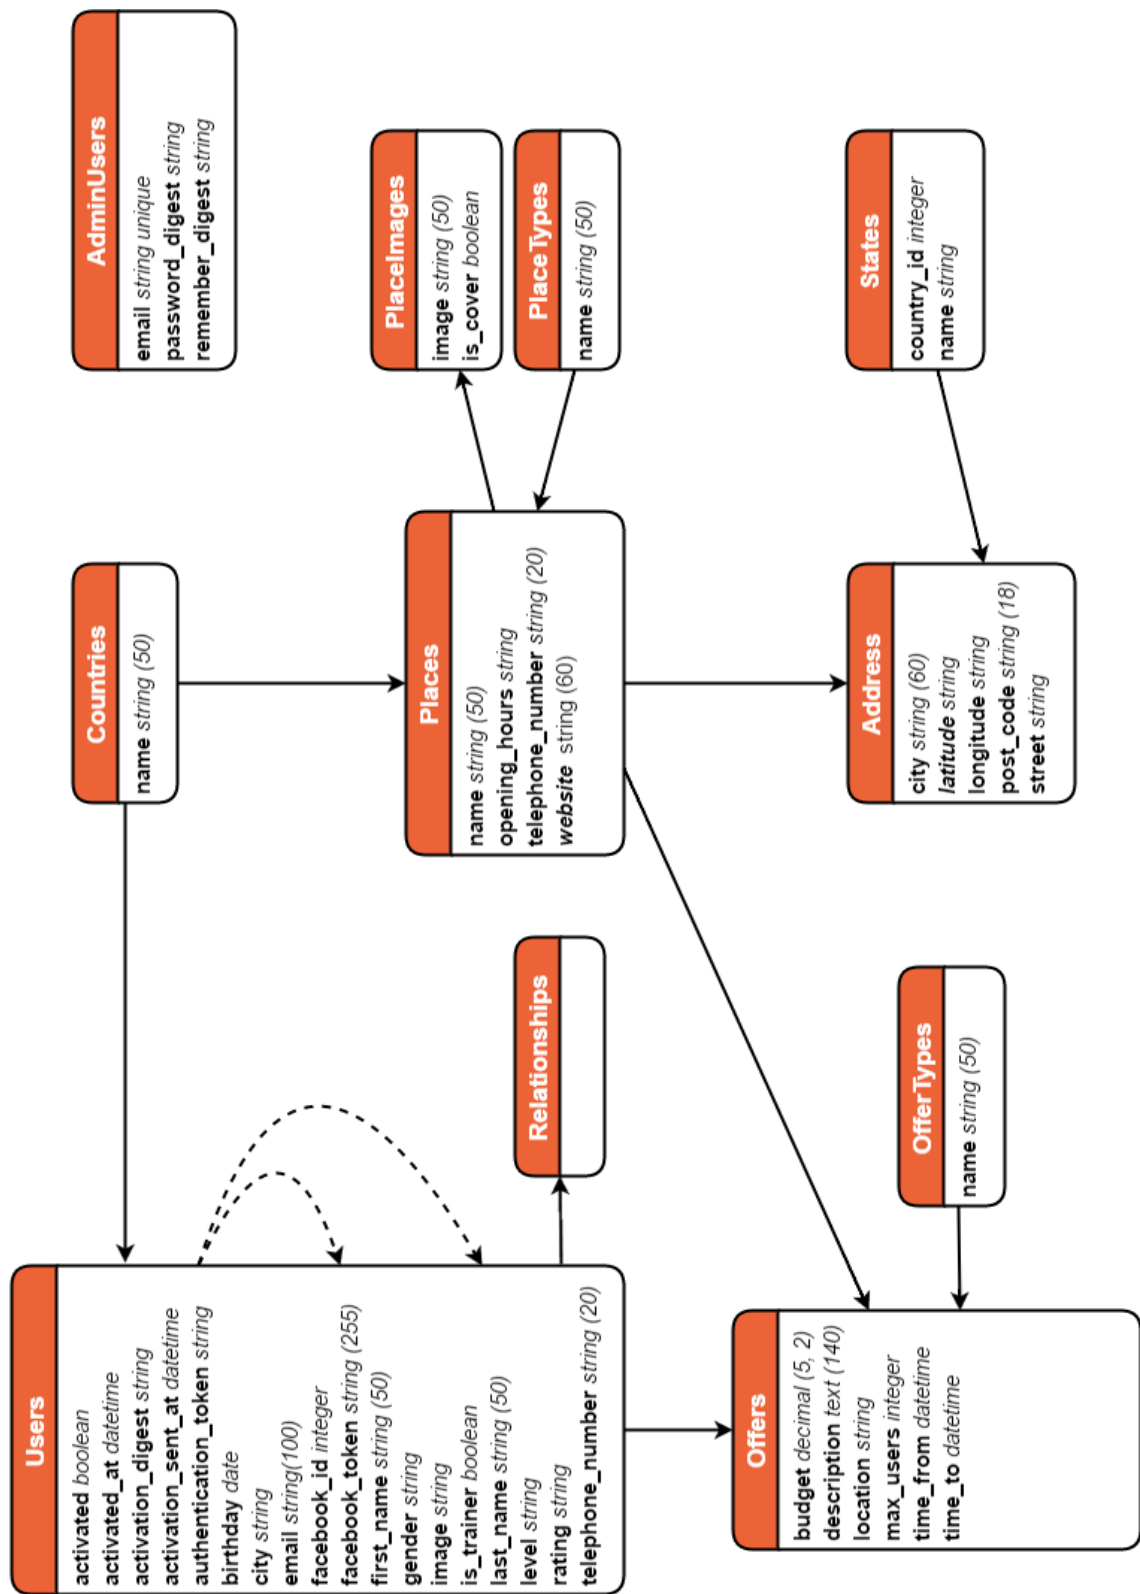 Users
activated boolean
activated_at datetime
activation_digest string
activation_sent_at datetime
authentication_token string
birthday date
city string
email string(100)
facebook_id integer
facebook_token string (255)
first_name string (50)
gender string
image string
is_trainer boolean
last_name string (50)
level string
rating string
telephone_number string (20)
Countries
name string (50)
AdminUsers
email string unique
password_digest string
remember_digest string
Places
name string (50)
opening_hours string
telephone_number string (20)
website string (60)
PlaceImages
image string (50)
is_cover boolean
PlaceTypes
name string (50)
Relationships
Offers
budget decimal (5, 2)
description text (140)
location string
max_users integer
time_from datetime
time_to datetime
OfferTypes
name string (50)
Address
city string (60)
latitude string
longitude string
post_code string (18)
street string
States
country_id integer
name string